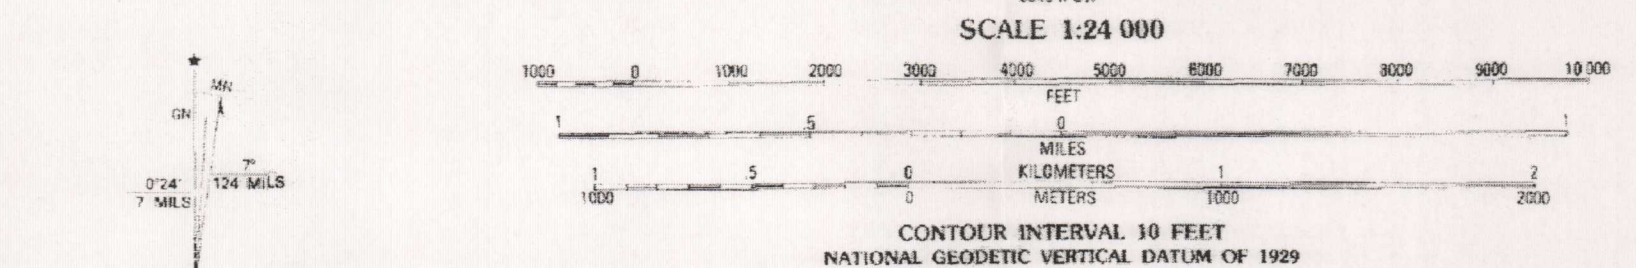 SCALE 1:24 000
1000 0 1000 2000 3000 4000 5000 6000 7000 8000 9000 10 000
FEET
1 .5 0 1
MILES
1 .5 0 KILOMETERS 1 2
1000 0 METERS 1000 2000
CONTOUR INTERVAL 10 FEET
NATIONAL GEODETIC VERTICAL DATUM OF 1929
MN
GN
7°
124 MILS
0°24'
7 MILS